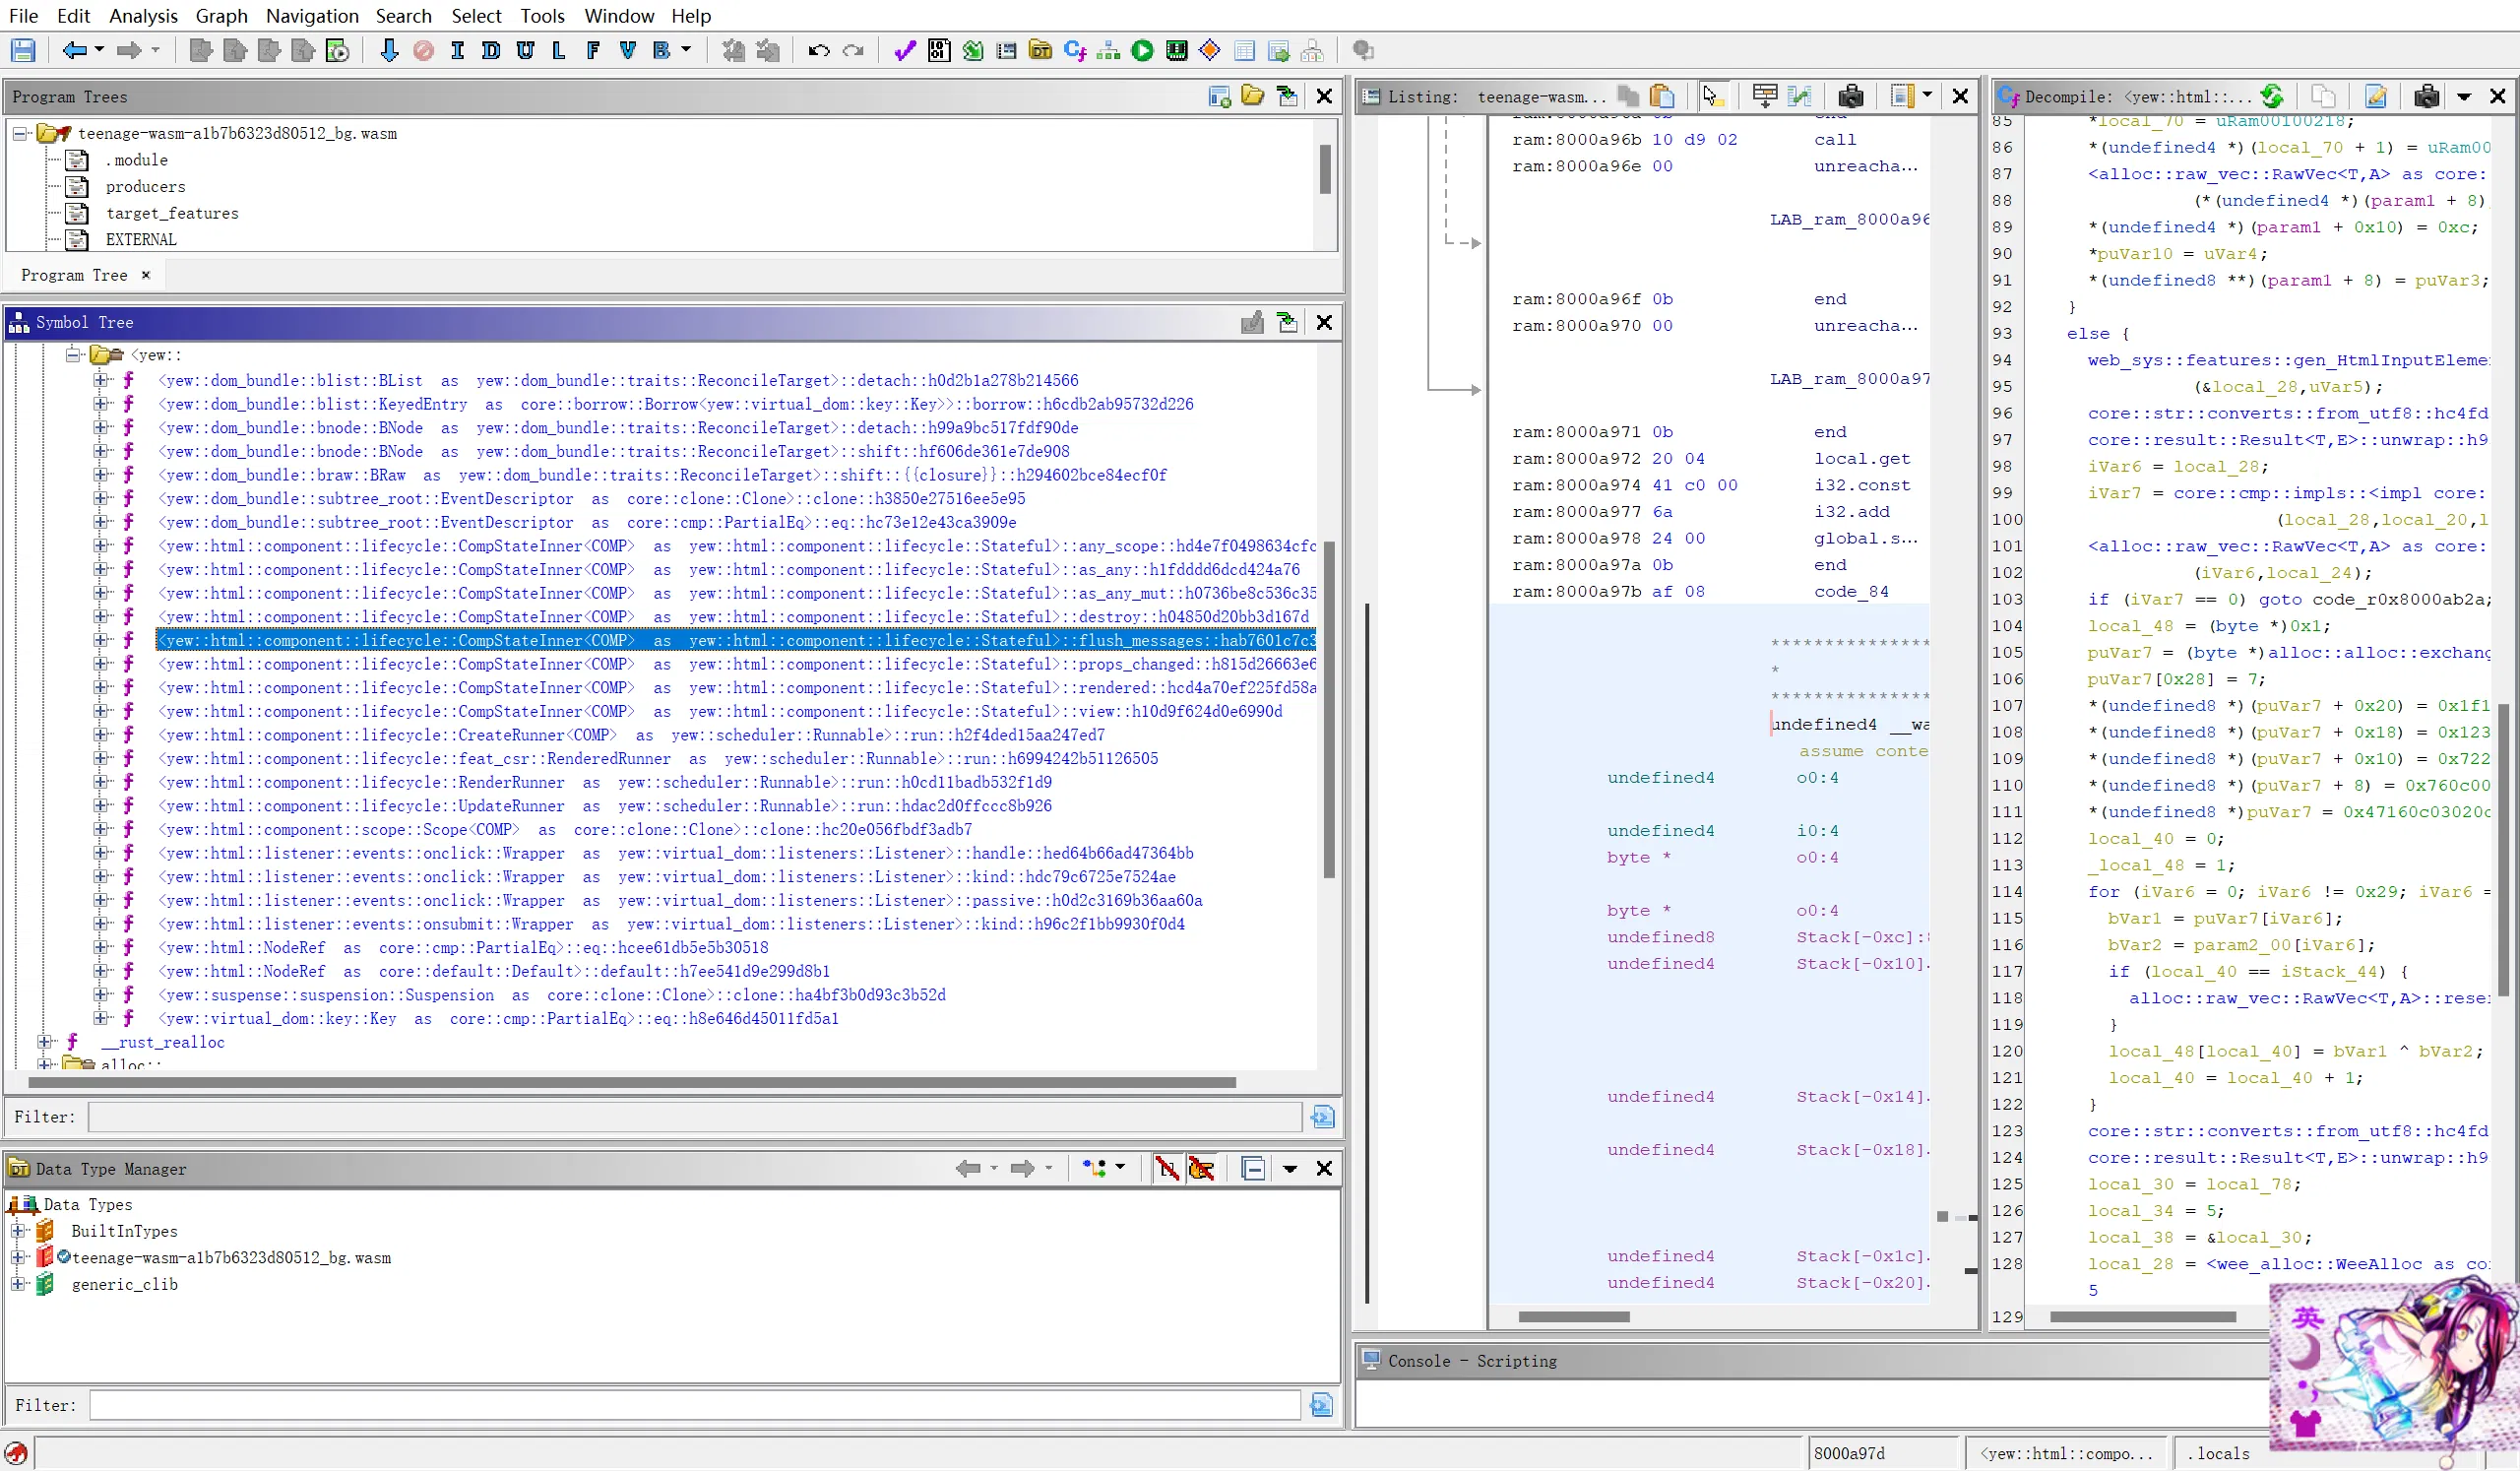 File Edit Analysis Graph Navigation Search Select Tools Window Help
I D U L F V B
Program Trees
teenage-wasm-a1b7b6323d80512_bg.wasm
.module
producers
target_features
EXTERNAL
Program Tree ×
Symbol Tree
<yew::
<yew::dom_bundle::blist::BList as yew::dom_bundle::traits::ReconcileTarget>::detach::h0d2b1a278b214566
<yew::dom_bundle::blist::KeyedEntry as core::borrow::Borrow<yew::virtual_dom::key::Key>>::borrow::h6cdb2ab95732d226
<yew::dom_bundle::bnode::BNode as yew::dom_bundle::traits::ReconcileTarget>::detach::h99a9bc517fdf90de
<yew::dom_bundle::bnode::BNode as yew::dom_bundle::traits::ReconcileTarget>::shift::hf606de361e7de908
<yew::dom_bundle::braw::BRaw as yew::dom_bundle::traits::ReconcileTarget>::shift::{{closure}}::h294602bce84ecf0f
<yew::dom_bundle::subtree_root::EventDescriptor as core::clone::Clone>::clone::h3850e27516ee5e95
<yew::dom_bundle::subtree_root::EventDescriptor as core::cmp::PartialEq>::eq::hc73e12e43ca3909e
<yew::html::component::lifecycle::CompStateInner<COMP> as yew::html::component::lifecycle::Stateful>::any_scope::hd4e7f0498634cfc
<yew::html::component::lifecycle::CompStateInner<COMP> as yew::html::component::lifecycle::Stateful>::as_any::h1fdddd6dcd424a76
<yew::html::component::lifecycle::CompStateInner<COMP> as yew::html::component::lifecycle::Stateful>::as_any_mut::h0736be8c536c35
<yew::html::component::lifecycle::CompStateInner<COMP> as yew::html::component::lifecycle::Stateful>::destroy::h04850d20bb3d167d
<yew::html::component::lifecycle::CompStateInner<COMP> as yew::html::component::lifecycle::Stateful>::flush_messages::hab7601c7c3
<yew::html::component::lifecycle::CompStateInner<COMP> as yew::html::component::lifecycle::Stateful>::props_changed::h815d26663e6
<yew::html::component::lifecycle::CompStateInner<COMP> as yew::html::component::lifecycle::Stateful>::rendered::hcd4a70ef225fd58a
<yew::html::component::lifecycle::CompStateInner<COMP> as yew::html::component::lifecycle::Stateful>::view::h10d9f624d0e6990d
<yew::html::component::lifecycle::CreateRunner<COMP> as yew::scheduler::Runnable>::run::h2f4ded15aa247ed7
<yew::html::component::lifecycle::feat_csr::RenderedRunner as yew::scheduler::Runnable>::run::h6994242b51126505
<yew::html::component::lifecycle::RenderRunner as yew::scheduler::Runnable>::run::h0cd11badb532f1d9
<yew::html::component::lifecycle::UpdateRunner as yew::scheduler::Runnable>::run::hdac2d0ffccc8b926
<yew::html::component::scope::Scope<COMP> as core::clone::Clone>::clone::hc20e056fbdf3adb7
<yew::html::listener::events::onclick::Wrapper as yew::virtual_dom::listeners::Listener>::handle::hed64b66ad47364bb
<yew::html::listener::events::onclick::Wrapper as yew::virtual_dom::listeners::Listener>::kind::hdc79c6725e7524ae
<yew::html::listener::events::onclick::Wrapper as yew::virtual_dom::listeners::Listener>::passive::h0d2c3169b36aa60a
<yew::html::listener::events::onsubmit::Wrapper as yew::virtual_dom::listeners::Listener>::kind::h96c2f1bb9930f0d4
<yew::html::NodeRef as core::cmp::PartialEq>::eq::hcee61db5e5b30518
<yew::html::NodeRef as core::default::Default>::default::h7ee541d9e299d8b1
<yew::suspense::suspension::Suspension as core::clone::Clone>::clone::ha4bf3b0d93c3b52d
<yew::virtual_dom::key::Key as core::cmp::PartialEq>::eq::h8e646d45011fd5a1
__rust_realloc
alloc::
Filter:
Data Type Manager
Data Types
BuiltInTypes
teenage-wasm-a1b7b6323d80512_bg.wasm
generic_clib
Filter:
Listing: teenage-wasm...
ram:8000a96b 10 d9 02 call
ram:8000a96e 00 unreacha...
LAB_ram_8000a96
ram:8000a96f 0b end
ram:8000a970 00 unreacha...
LAB_ram_8000a97
ram:8000a971 0b end
ram:8000a972 20 04 local.get
ram:8000a974 41 c0 00 i32.const
ram:8000a977 6a i32.add
ram:8000a978 24 00 global.s...
ram:8000a97a 0b end
ram:8000a97b af 08 code_84
***************
*
***************
undefined4 __wa
assume conte
undefined4 o0:4
undefined4 i0:4
byte * o0:4
byte * o0:4
undefined8 Stack[-0xc]:
undefined4 Stack[-0x10].
undefined4 Stack[-0x14].
undefined4 Stack[-0x18].
undefined4 Stack[-0x1c].
undefined4 Stack[-0x20].
Decompile: <yew::html::...
85 *local_70 = uRam00100218;
86 *(undefined4 *)(local_70 + 1) = uRam00
87 <alloc::raw_vec::RawVec<T,A> as core:
88 (*(undefined4 *)(param1 + 8)
89 *(undefined4 *)(param1 + 0x10) = 0xc;
90 *puVar10 = uVar4;
91 *(undefined8 **)(param1 + 8) = puVar3;
92 }
93 else {
94 web_sys::features::gen_HtmlInputEleme
95 (&local_28,uVar5);
96 core::str::converts::from_utf8::hc4fd
97 core::result::Result<T,E>::unwrap::h9
98 iVar6 = local_28;
99 iVar7 = core::cmp::impls::<impl core:
100 (local_28,local_20,l
101 <alloc::raw_vec::RawVec<T,A> as core:
102 (iVar6,local_24);
103 if (iVar7 == 0) goto code_r0x8000ab2a;
104 local_48 = (byte *)0x1;
105 puVar7 = (byte *)alloc::alloc::exchang
106 puVar7[0x28] = 7;
107 *(undefined8 *)(puVar7 + 0x20) = 0x1f1
108 *(undefined8 *)(puVar7 + 0x18) = 0x123
109 *(undefined8 *)(puVar7 + 0x10) = 0x722
110 *(undefined8 *)(puVar7 + 8) = 0x760c00
111 *(undefined8 *)puVar7 = 0x47160c03020c
112 local_40 = 0;
113 _local_48 = 1;
114 for (iVar6 = 0; iVar6 != 0x29; iVar6 =
115 bVar1 = puVar7[iVar6];
116 bVar2 = param2_00[iVar6];
117 if (local_40 == iStack_44) {
118 alloc::raw_vec::RawVec<T,A>::rese
119 }
120 local_48[local_40] = bVar1 ^ bVar2;
121 local_40 = local_40 + 1;
122 }
123 core::str::converts::from_utf8::hc4fd
124 core::result::Result<T,E>::unwrap::h9
125 local_30 = local_78;
126 local_34 = 5;
127 local_38 = &local_30;
128 local_28 = <wee_alloc::WeeAlloc as co
5
129
Console - Scripting
英
8000a97d <yew::html::compo... .locals